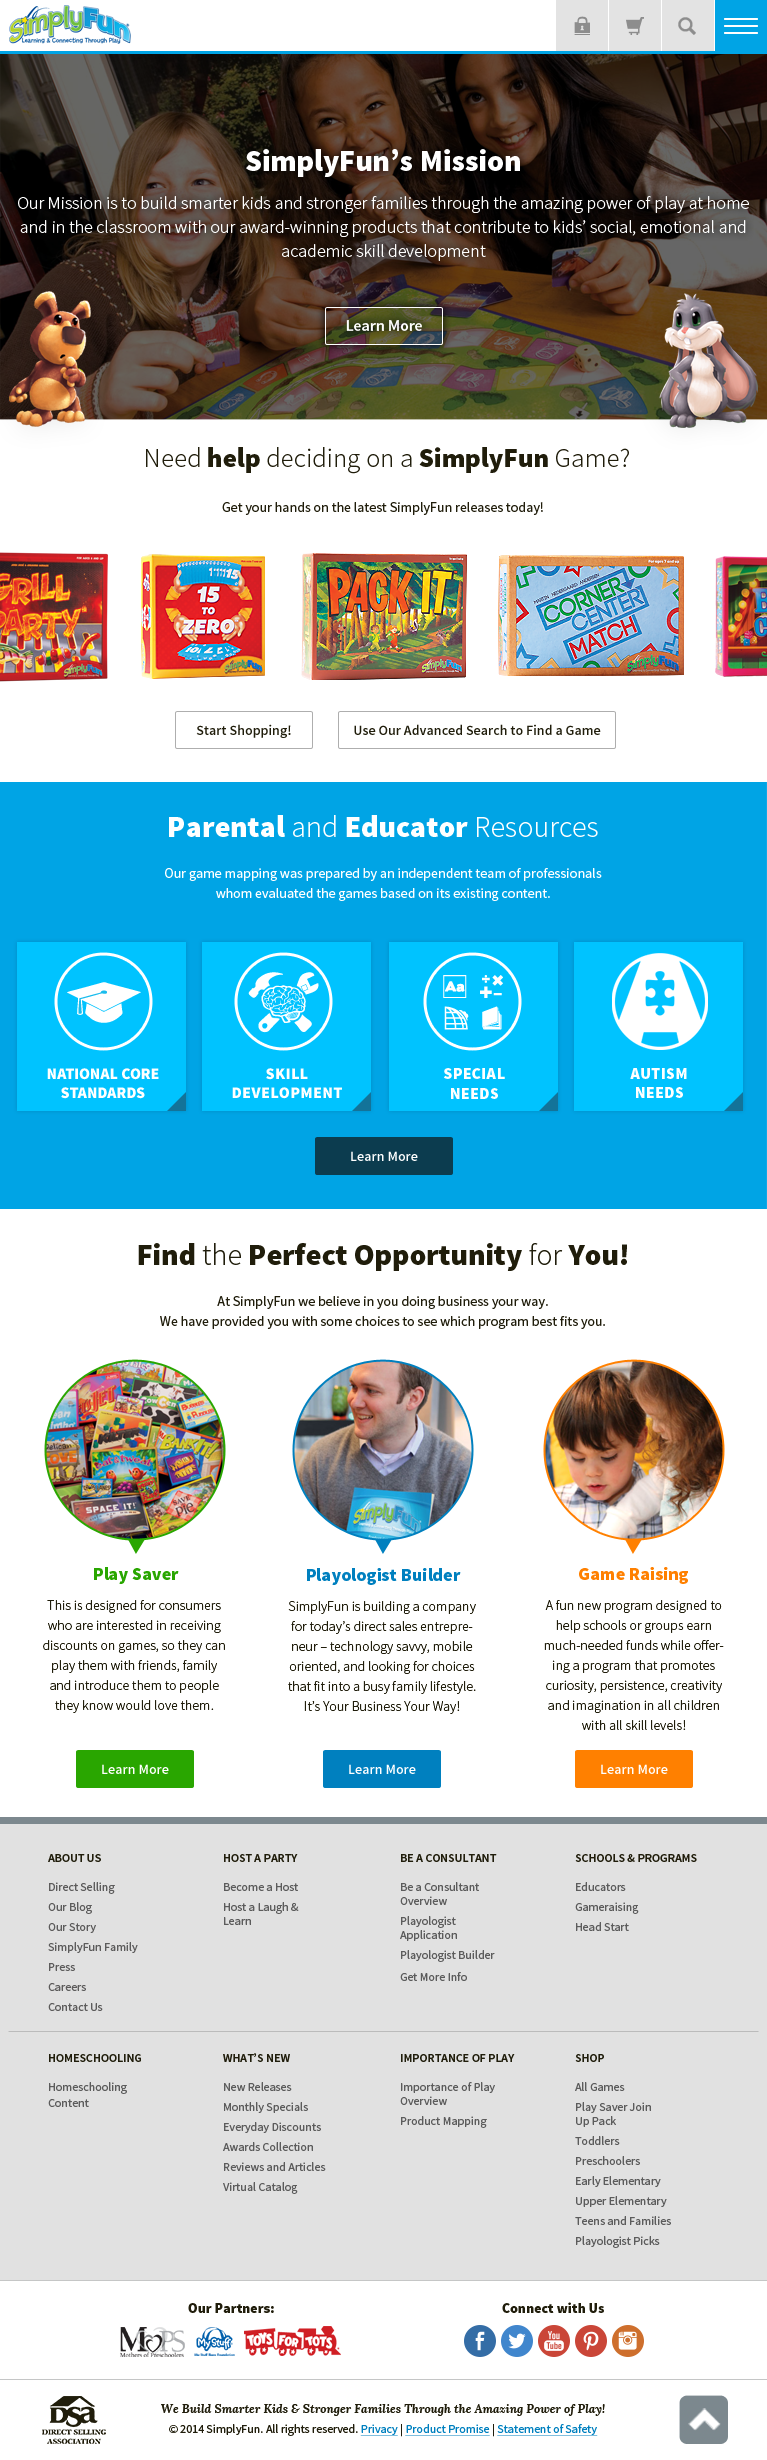 SimplyFun
Learning & Connecting Through Play
SimplyFun's Mission
Our Mission is to build smarter kids and stronger families through the amazing power of play at home
and in the classroom with our award-winning products that contribute to kids' social, emotional and
academic skill development
Learn More
Need help deciding on a SimplyFun Game?
Get your hands on the latest SimplyFun releases today!
GRILL
PARTY
SimplyFun
15
15
TO
ZERO
SimplyFun
PACK IT
SimplyFun
CORNER
CENTER
MATCH
SimplyFun
Start Shopping!
Use Our Advanced Search to Find a Game
Parental and Educator Resources
Our game mapping was prepared by an independent team of professionals
whom evaluated the games based on its existing content.
Aa
NATIONAL CORE
STANDARDS
SKILL
DEVELOPMENT
SPECIAL
NEEDS
AUTISM
NEEDS
Learn More
Find the Perfect Opportunity for You!
At SimplyFun we believe in you doing business your way.
We have provided you with some choices to see which program best fits you.
SPACE IT!
SimplyFun
Play Saver
This is designed for consumers
who are interested in receiving
discounts on games, so they can
play them with friends, family
and introduce them to people
they know would love them.
Learn More
Playologist Builder
SimplyFun is building a company
for today's direct sales entrepre-
neur – technology savvy, mobile
oriented, and looking for choices
that fit into a busy family lifestyle.
It's Your Business Your Way!
Learn More
Game Raising
A fun new program designed to
help schools or groups earn
much-needed funds while offer-
ing a program that promotes
curiosity, persistence, creativity
and imagination in all children
with all skill levels!
Learn More
ABOUT US
Direct Selling
Our Blog
Our Story
SimplyFun Family
Press
Careers
Contact Us
HOST A PARTY
Become a Host
Host a Laugh &
Learn
BE A CONSULTANT
Be a Consultant
Overview
Playologist
Application
Playologist Builder
Get More Info
SCHOOLS & PROGRAMS
Educators
Gameraising
Head Start
HOMESCHOOLING
Homeschooling
Content
WHAT'S NEW
New Releases
Monthly Specials
Everyday Discounts
Awards Collection
Reviews and Articles
Virtual Catalog
IMPORTANCE OF PLAY
Importance of Play
Overview
Product Mapping
SHOP
All Games
Play Saver Join
Up Pack
Toddlers
Preschoolers
Early Elementary
Upper Elementary
Teens and Families
Playologist Picks
Our Partners:
MOPS
Mothers of Preschoolers
My Stuff
TOYS FOR TOTS
Connect with Us
You
Tube
DSA
DIRECT SELLING
ASSOCIATION
We Build Smarter Kids & Stronger Families Through the Amazing Power of Play!
© 2014 SimplyFun. All rights reserved. Privacy | Product Promise | Statement of Safety